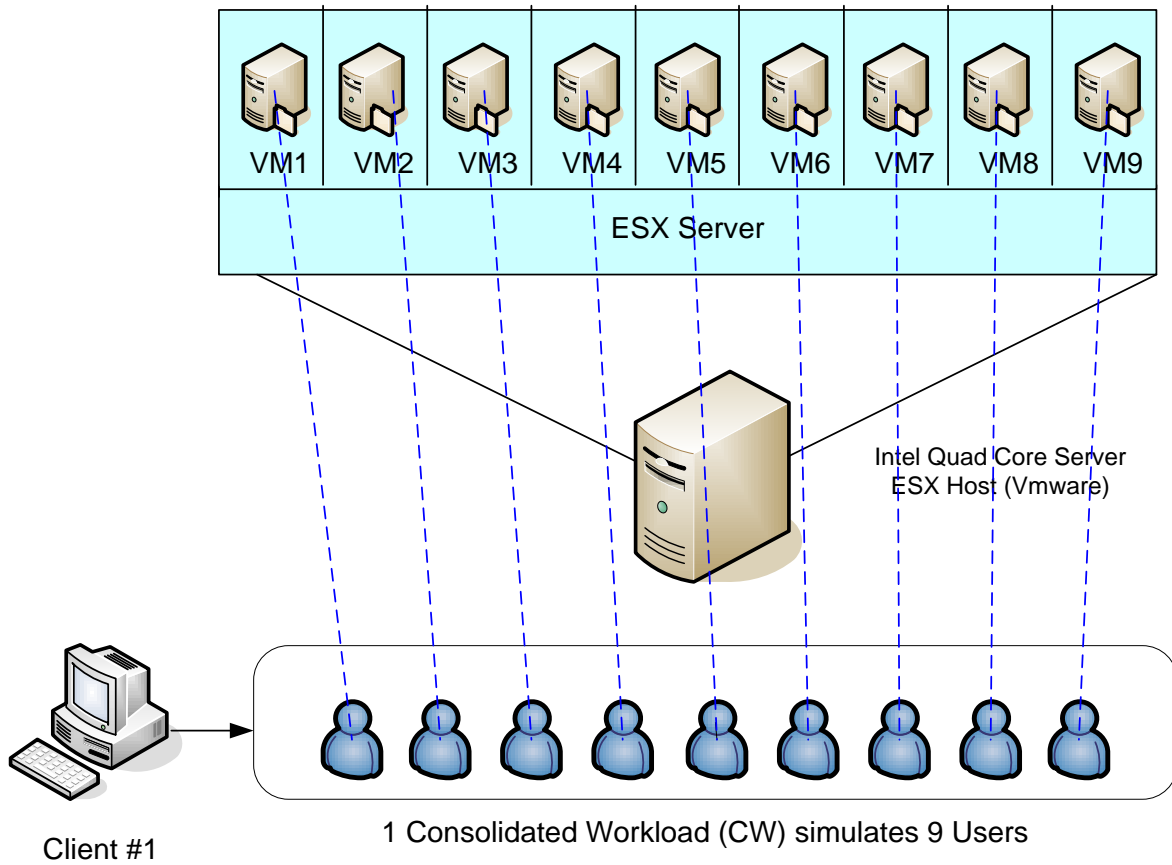 VM1 VM2 VM3 VM4 VM5 VM6 VM7 VM8 VM9
ESX Server
Intel Quad Core Server
ESX Host (Vmware)
1 Consolidated Workload (CW) simulates 9 Users
Client #1